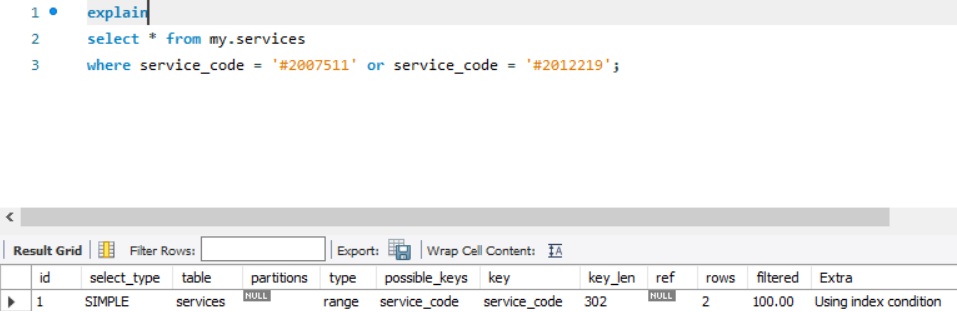 1 explain
2 select * from my.services
3 where service_code = '#2007511' or service_code = '#2012219';
Result Grid Filter Rows: Export: Wrap Cell Content:
id select_type table partitions type possible_keys key key_len ref rows filtered Extra
1 SIMPLE services NULL range service_code service_code 302 NULL 2 100.00 Using index condition